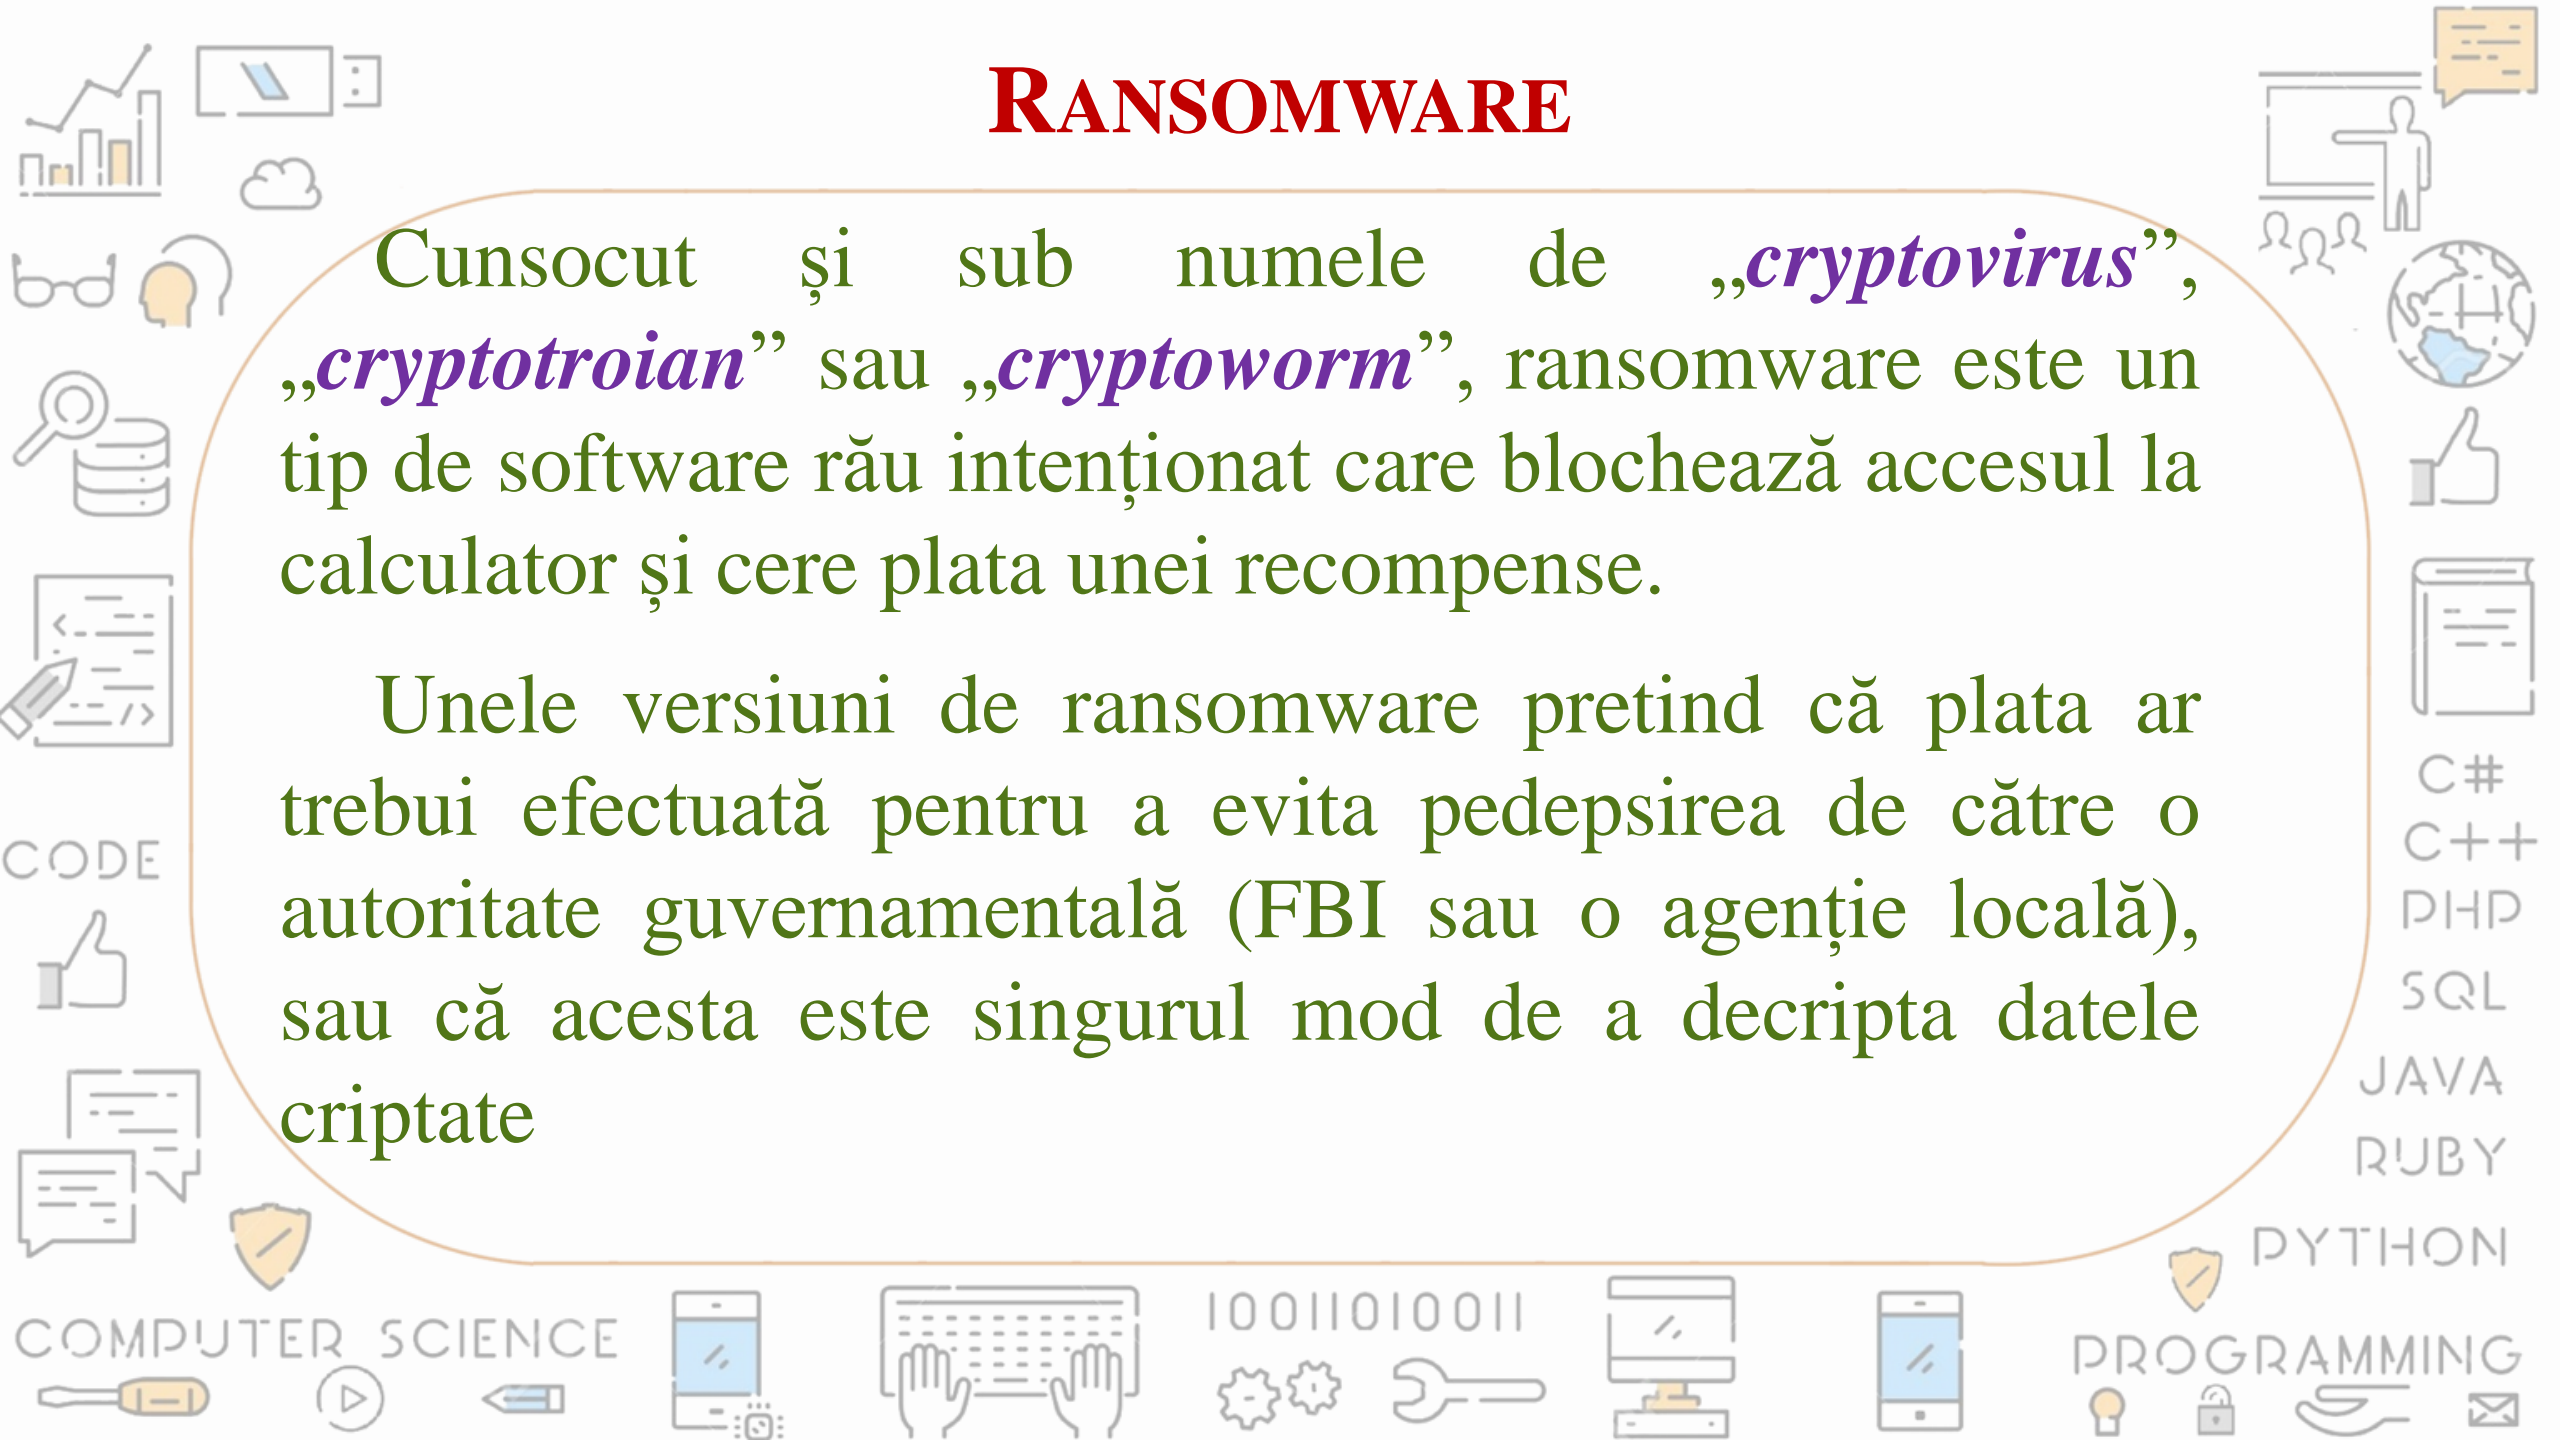 RANSOMWARE
Cunsocut și sub numele de „cryptovirus”,
„cryptotroian” sau „cryptoworm”, ransomware este un
tip de software rău intenționat care blochează accesul la
calculator și cere plata unei recompense.
Unele versiuni de ransomware pretind că plata ar
trebui efectuată pentru a evita pedepsirea de către o
autoritate guvernamentală (FBI sau o agenție locală),
sau că acesta este singurul mod de a decripta datele
criptate
CODE
C#
C++
PHP
SQL
JAVA
RUBY
PYTHON
COMPUTER SCIENCE
10011010011
PROGRAMMING